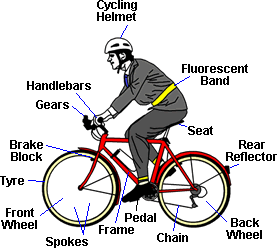 Cycling
Helmet
Handlebars
Fluorescent
Band
Gears
Seat
Brake
Block
Rear
Reflector
Tyre
Front
Wheel
Frame
Pedal
Back
Wheel
Chain
Spokes